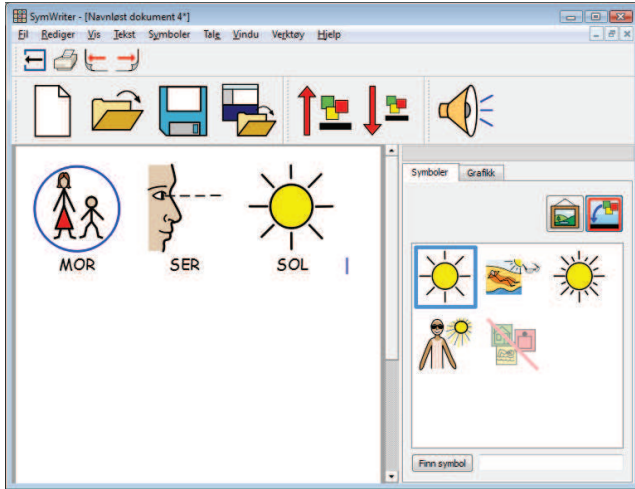 SymWriter - [Navnløst dokument 4*]
Fil Rediger Vis Tekst Symboler Talg Vindu Verktøy Hjelp
Symboler Grafikk
MOR SER SOL
Finn symbol